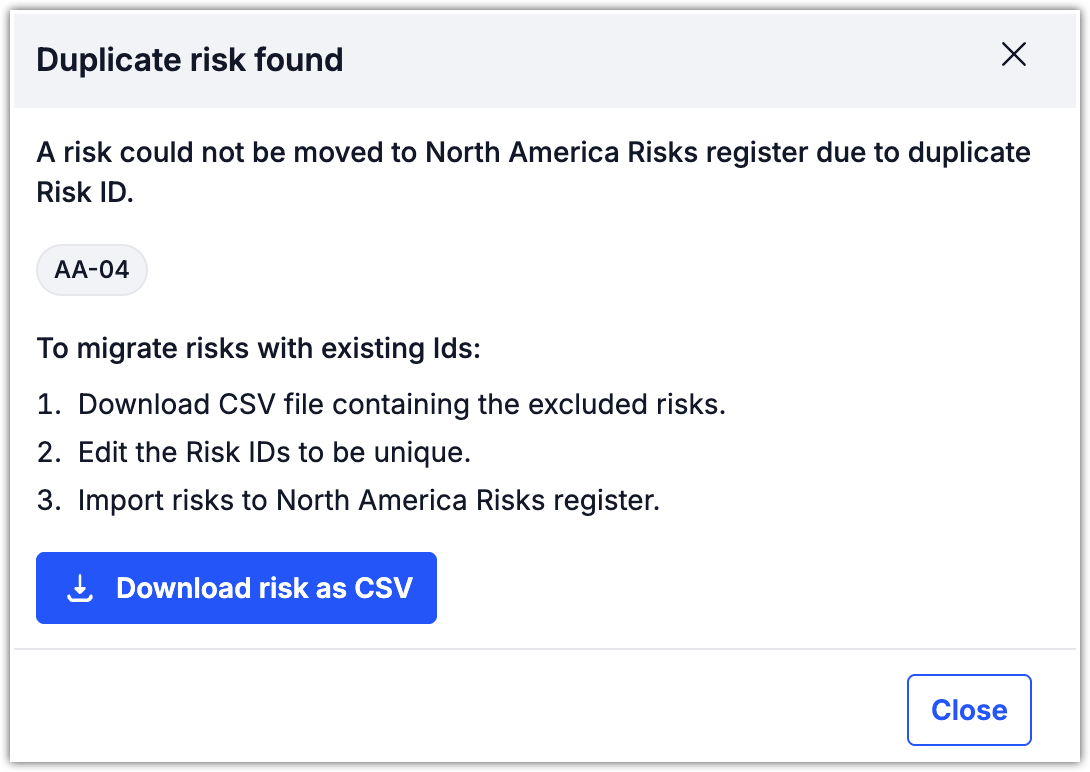 Duplicate risk found
A risk could not be moved to North America Risks register due to duplicate
Risk ID.
AA-04
To migrate risks with existing Ids:
1. Download CSV file containing the excluded risks.
2. Edit the Risk IDs to be unique.
3. Import risks to North America Risks register.
Download risk as CSV
Close